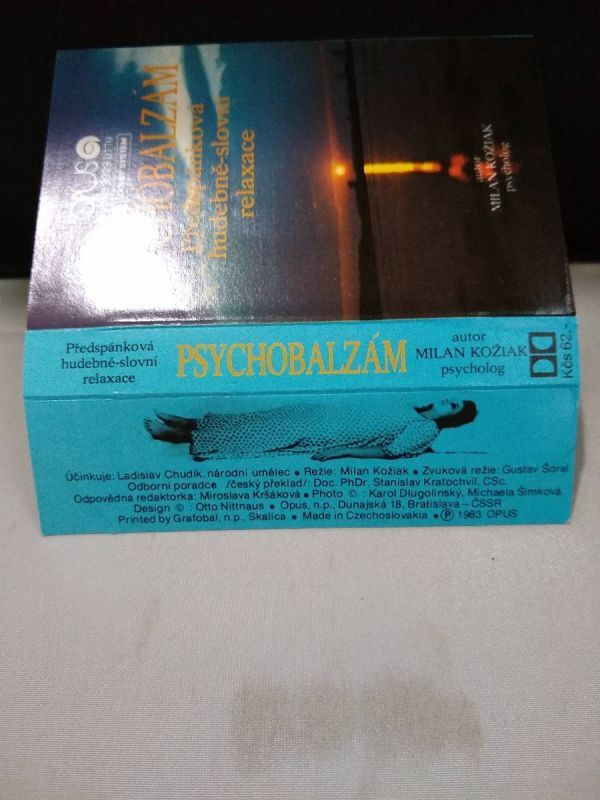 OPUS
PSYCHOBALZÁM
Předspánková
hudebně-slovní
relaxace
autor
MILAN KOŽIAK
psycholog
Předspánková
hudebně-slovní
relaxace
PSYCHOBALZÁM
autor
MILAN KOŽIAK
psycholog
Kčs 62,-
Účinkuje: Ladislav Chudík, národní umělec • Režie: Milan Kožiak • Zvuková režie: Gustav Šoral
Odborní poradce /český překlad/: Doc. PhDr. Stanislav Kratochvíl, CSc.
Odpovědná redaktorka: Miroslava Kršáková • Photo © : Karol Dlugolinský, Michaela Šimková
Design © : Otto Nittnaus • Opus, n.p., Dunajská 18, Bratislava – ČSSR
Printed by Grafobal, n.p., Skalica • Made in Czechoslovakia • Ⓟ 1983 OPUS